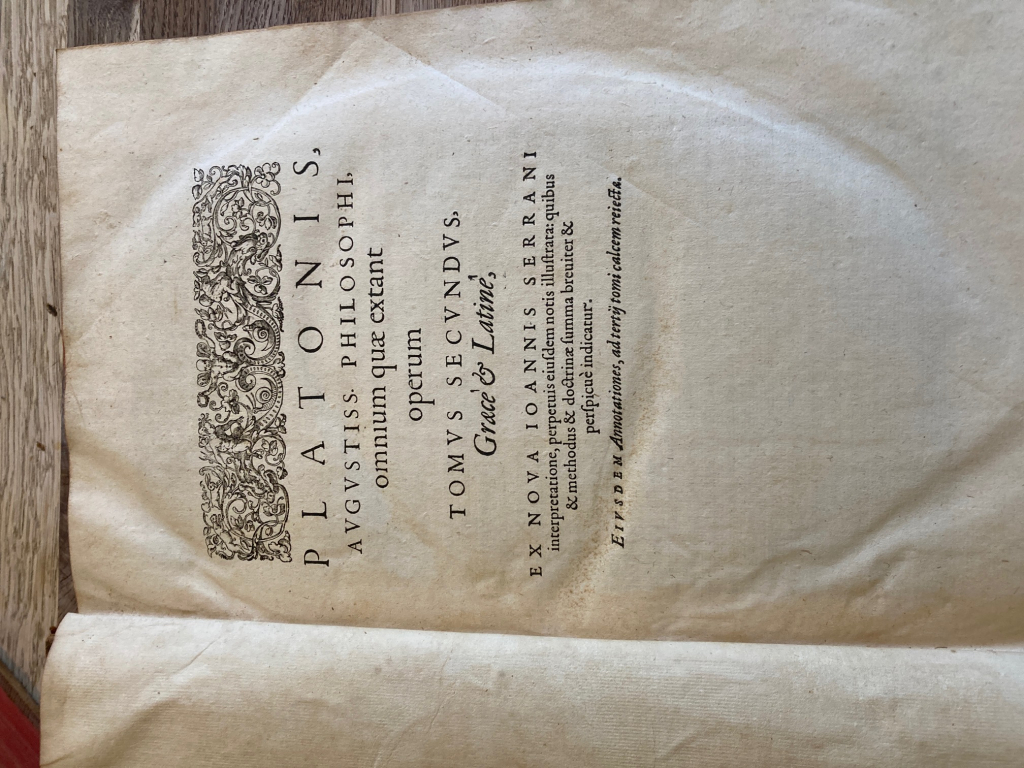 PLATONIS,
AVGVSTISS. PHILOSOPHI,
omnium quæ extant
operum
TOMVS SECVNDVS,
Græcè & Latinè,
EX NOVA IOANNIS SERRANI
interpretatione, perpetuis eiuſdem notis illuſtrata: quibus
& methodus & doctrinæ ſumma breuiter &
perſpicuè indicatur.
EIVSDEM Annotationes, ad tertij tomi calcem reiectæ.